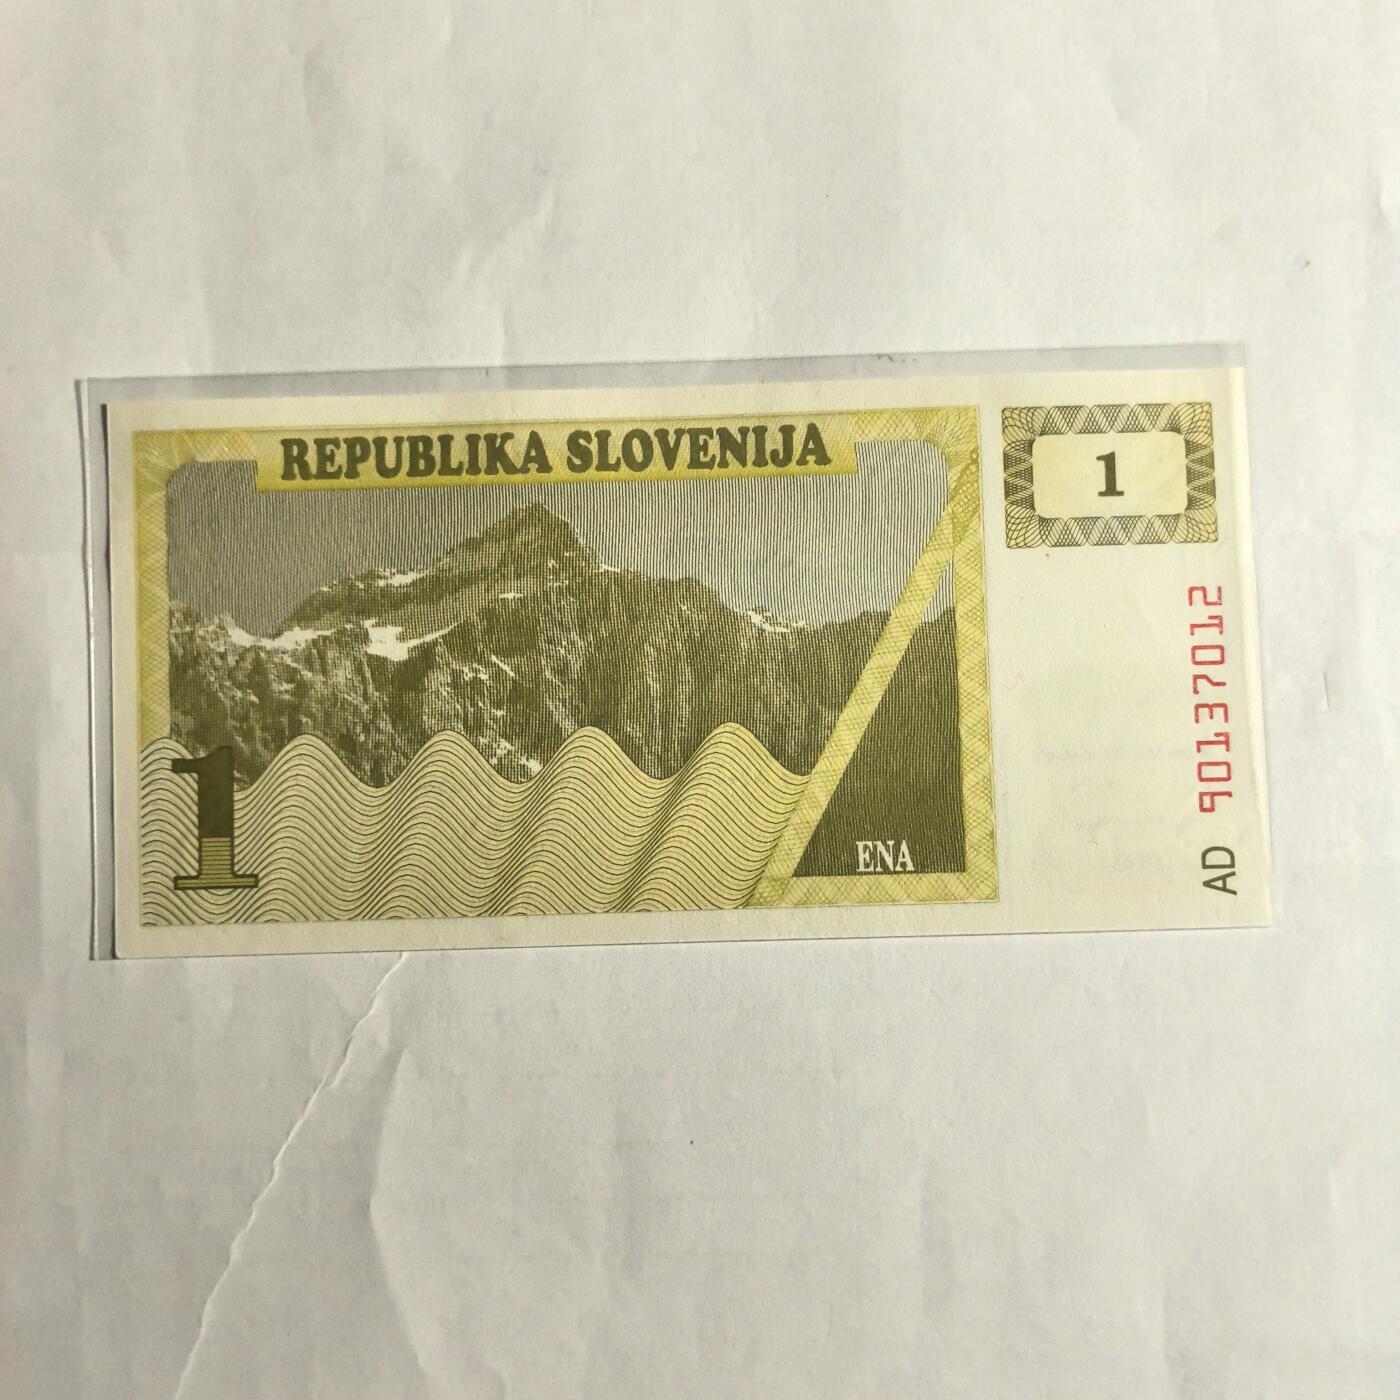 REPUBLIKA SLOVENIJA
1
1
ENA
AD 90137012